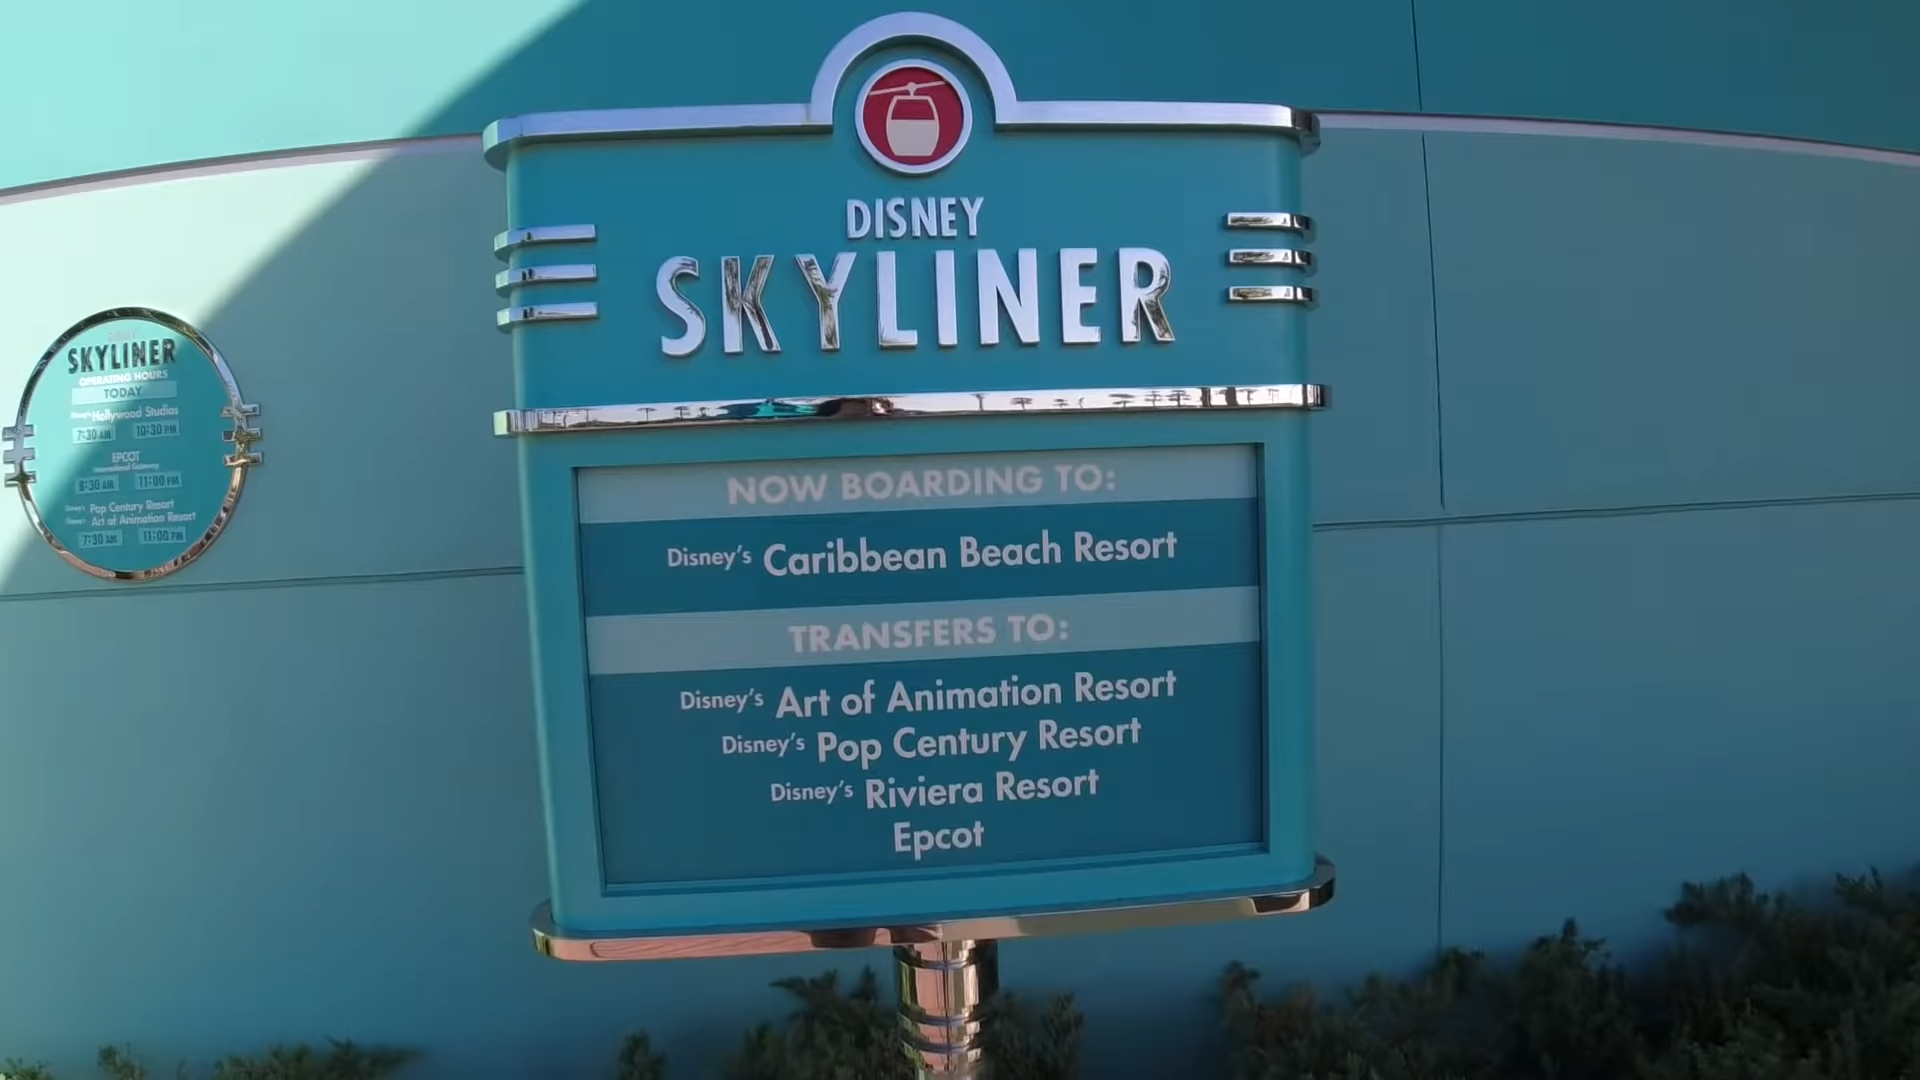 DISNEY
SKYLINER
NOW BOARDING TO:
Disney's Caribbean Beach Resort
TRANSFERS TO:
Disney's Art of Animation Resort
Disney's Pop Century Resort
Disney's Riviera Resort
Epcot
SKYLINER
OPERATING HOURS
TODAY
Disney's Hollywood Studios
7:30 AM 10:30 PM
EPCOT
International Gateway
8:30 AM 11:00 PM
Disney's Pop Century Resort
Disney's Art of Animation Resort
7:30 AM 11:00 PM